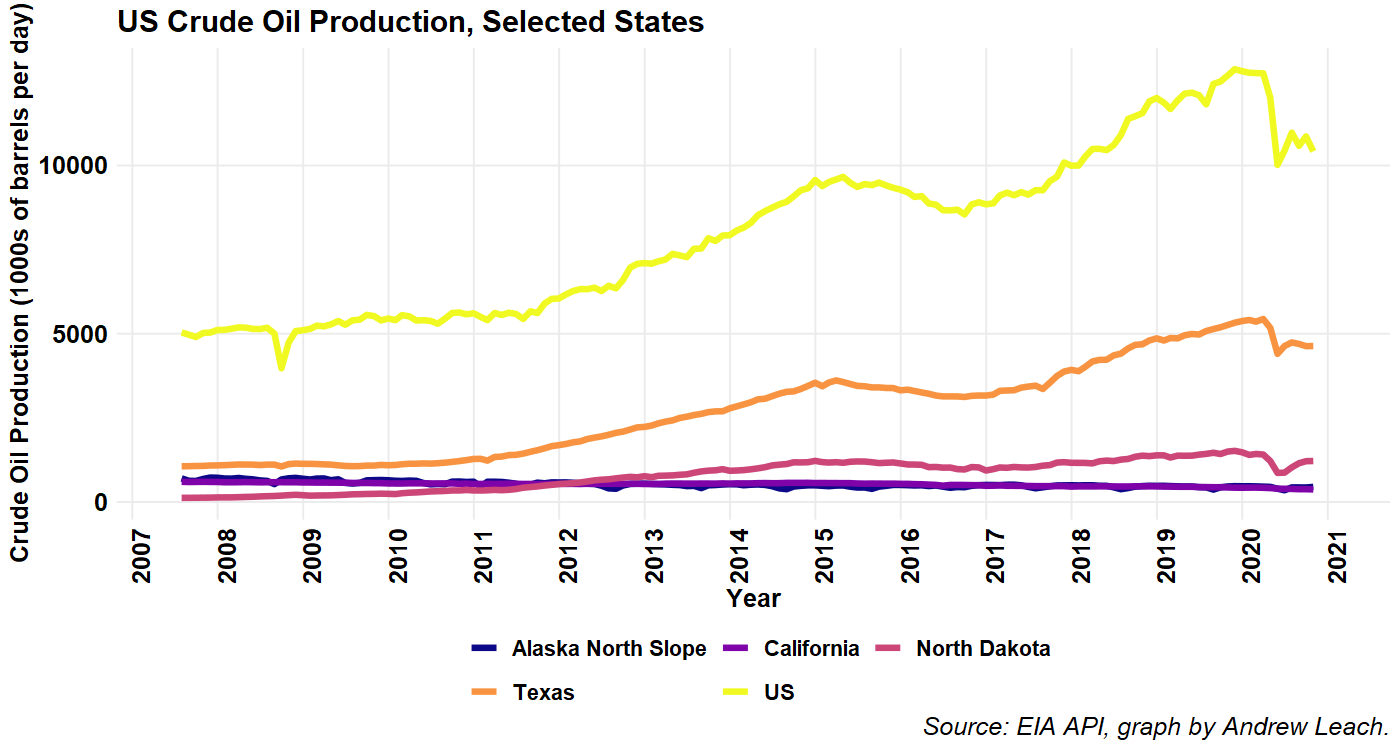 US Crude Oil Production, Selected States
Crude Oil Production (1000s of barrels per day)
10000
5000
0
2007 2008 2009 2010 2011 2012 2013 2014 2015 2016 2017 2018 2019 2020 2021
Year
Alaska North Slope California North Dakota
Texas US
Source: EIA API, graph by Andrew Leach.